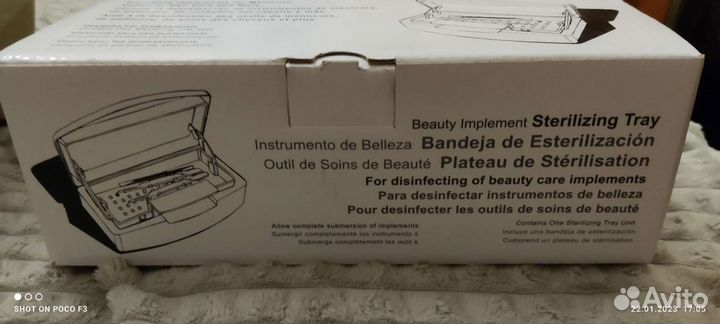 Beauty Implement Sterilizing Tray
Instrumento de Belleza Bandeja de Esterilización
Outil de Soins de Beauté Plateau de Stérilisation
For disinfecting of beauty care implements
Para desinfectar instrumentos de belleza
Pour desinfecter les outils de soins de beauté
Allow complete submersion of implements
Sumergir completamente los instrumento s
Submerge complètement les outil s
Contains One Sterilizing Tray Unit
Incluye una bandeja de esterilización
Comprend un plateau de stérilisation
SHOT ON POCO F3
Avito
22.01.2023 17:05